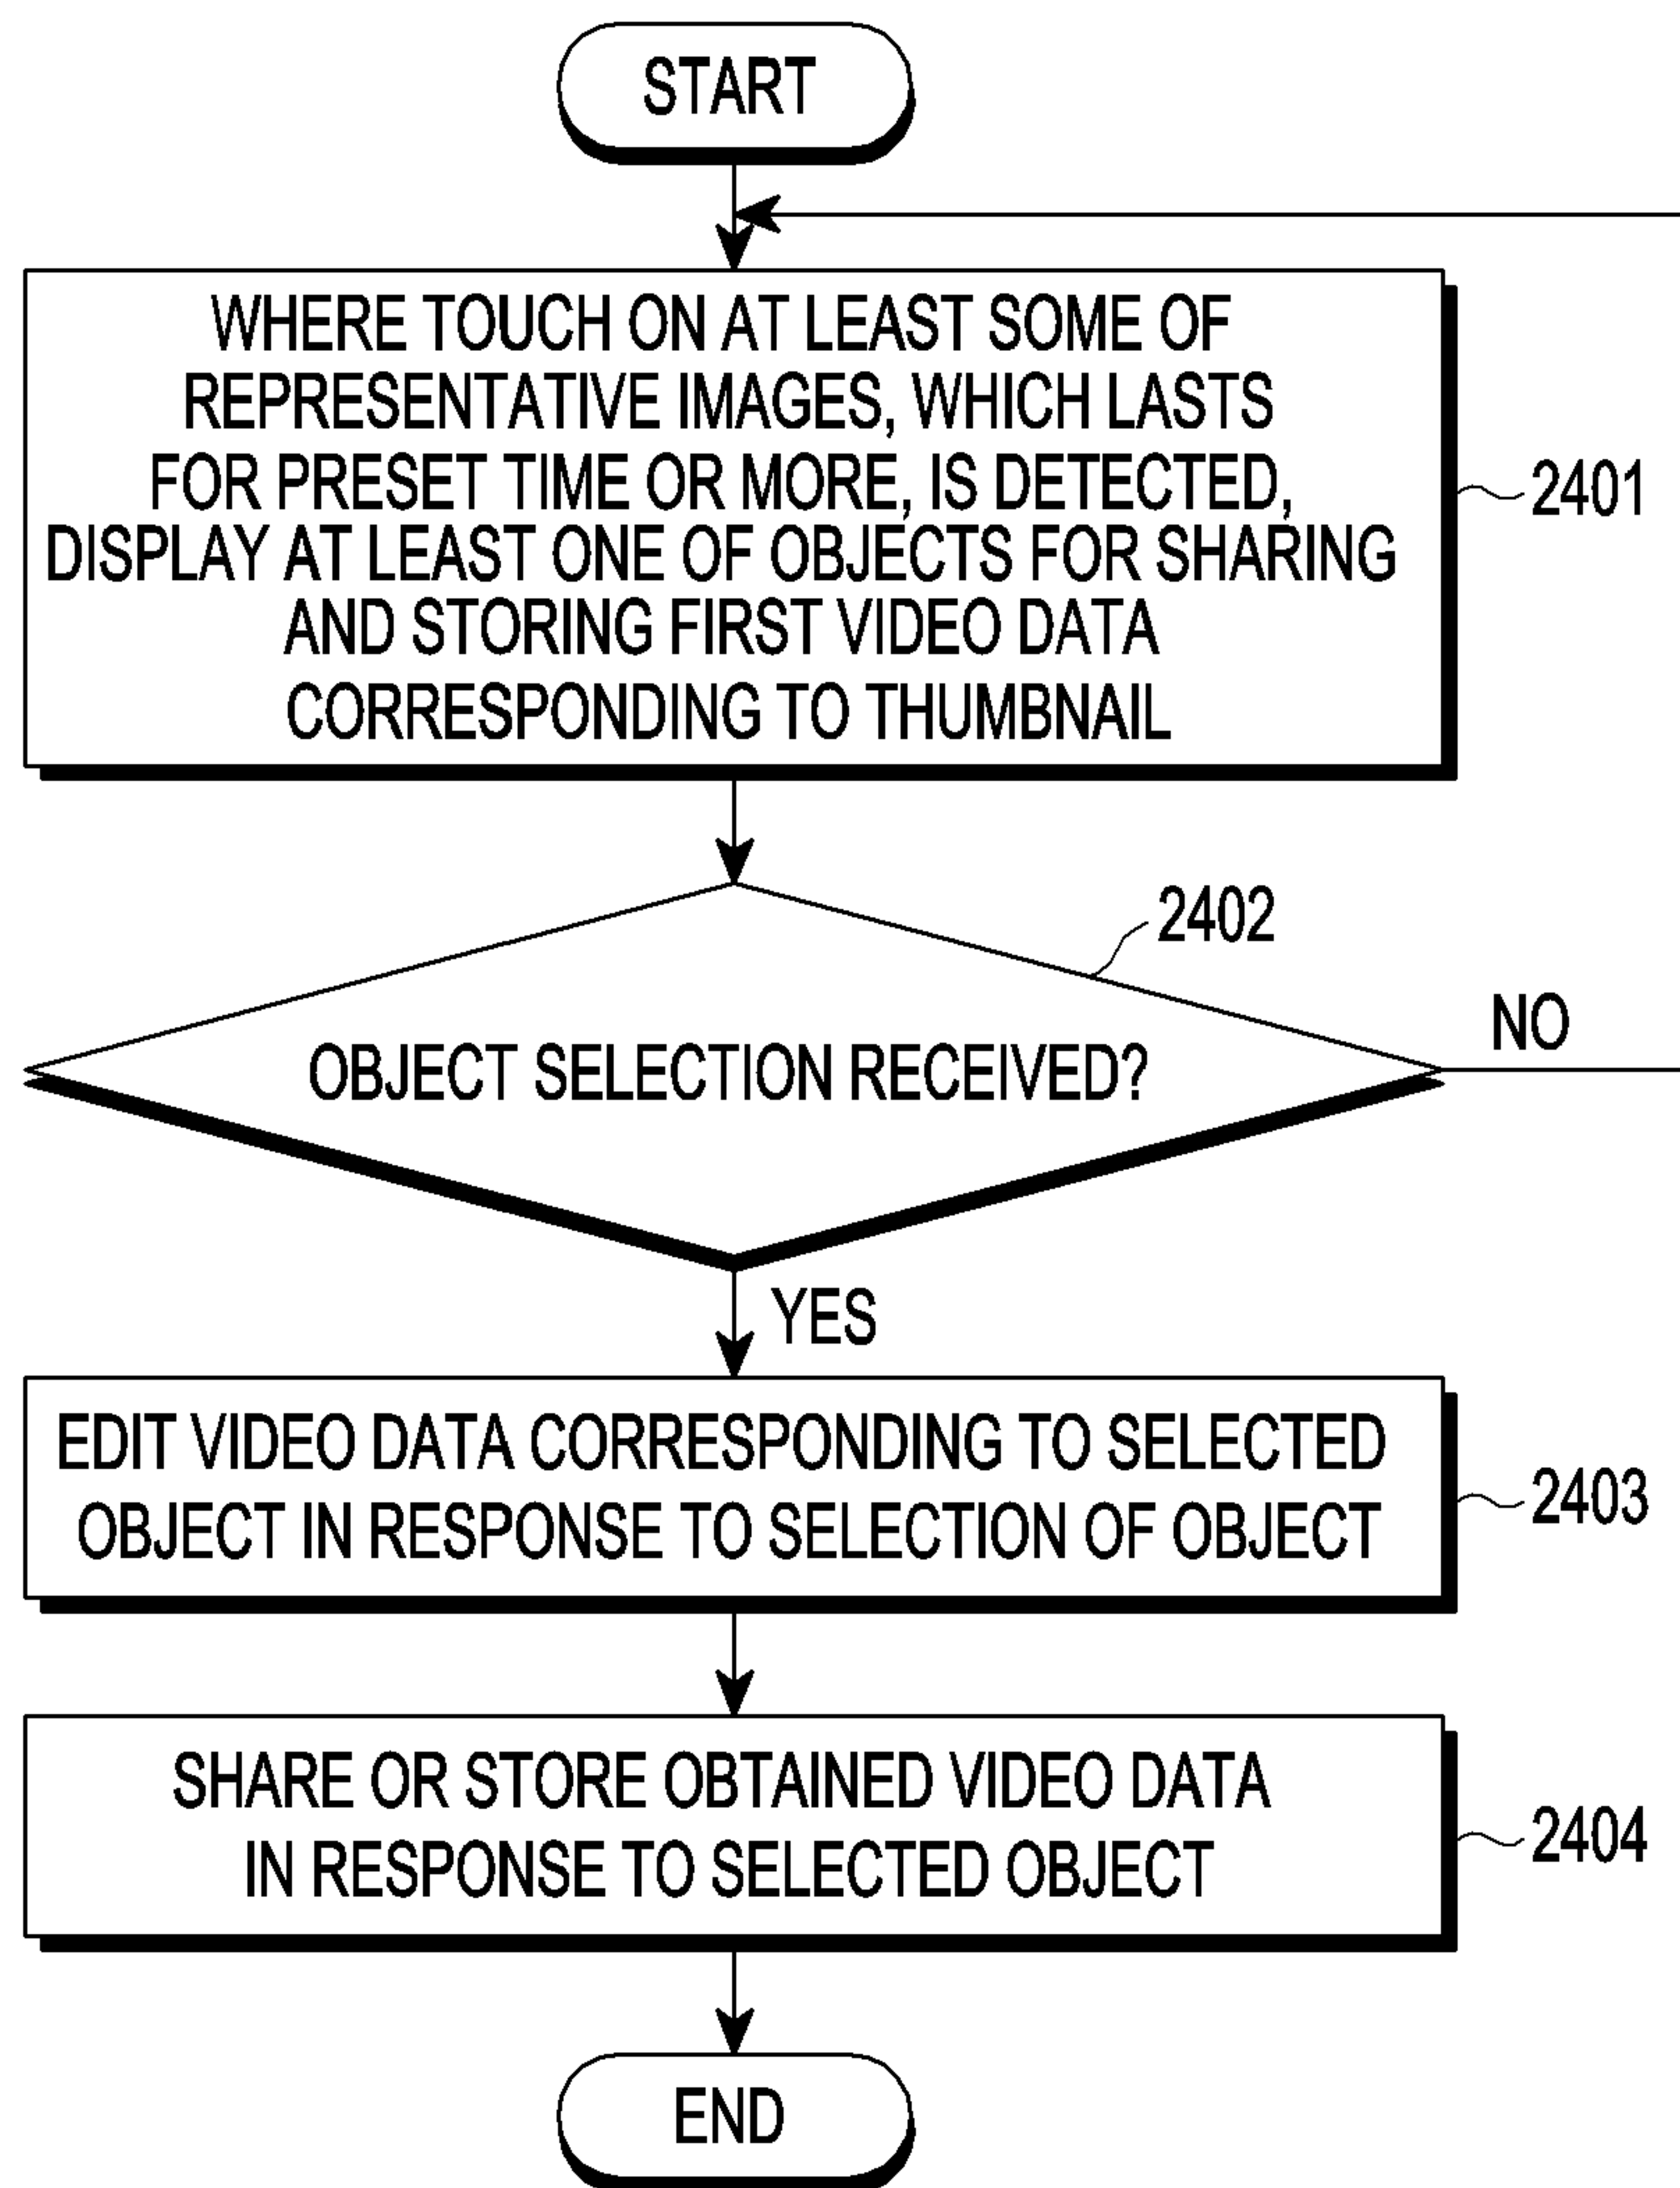 START
WHERE TOUCH ON AT LEAST SOME OF
REPRESENTATIVE IMAGES, WHICH LASTS
FOR PRESET TIME OR MORE, IS DETECTED,
DISPLAY AT LEAST ONE OF OBJECTS FOR SHARING
AND STORING FIRST VIDEO DATA
CORRESPONDING TO THUMBNAIL
2401
2402
OBJECT SELECTION RECEIVED?
NO
YES
EDIT VIDEO DATA CORRESPONDING TO SELECTED
OBJECT IN RESPONSE TO SELECTION OF OBJECT
2403
SHARE OR STORE OBTAINED VIDEO DATA
IN RESPONSE TO SELECTED OBJECT
2404
END